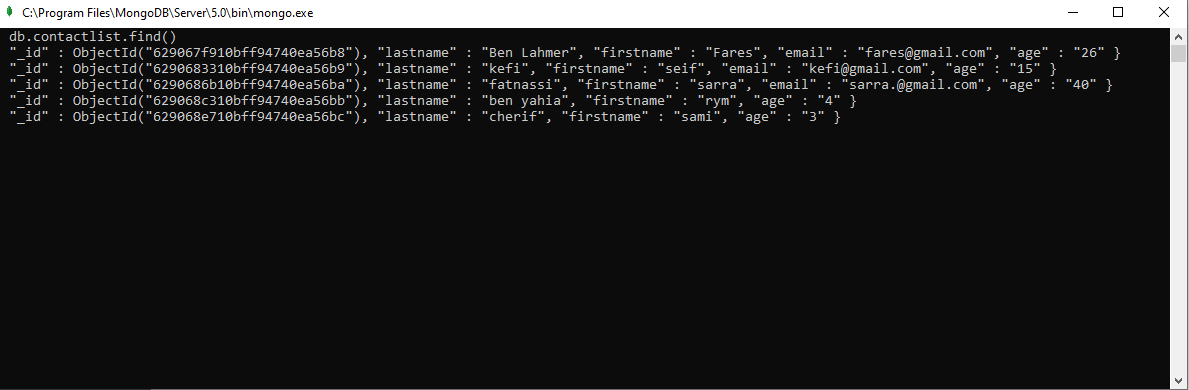 C:\Program Files\MongoDB\Server\5.0\bin\mongo.exe
db.contactlist.find()
"_id" : ObjectId("629067f910bff94740ea56b8"), "lastname" : "Ben Lahmer", "firstname" : "Fares", "email" : "fares@gmail.com", "age" : "26" }
"_id" : ObjectId("6290683310bff94740ea56b9"), "lastname" : "kefi", "firstname" : "seif", "email" : "kefi@gmail.com", "age" : "15" }
"_id" : ObjectId("6290686b10bff94740ea56ba"), "lastname" : "fatnassi", "firstname" : "sarra", "email" : "sarra.@gmail.com", "age" : "40" }
"_id" : ObjectId("629068c310bff94740ea56bb"), "lastname" : "ben yahia", "firstname" : "rym", "age" : "4" }
"_id" : ObjectId("629068e710bff94740ea56bc"), "lastname" : "cherif", "firstname" : "sami", "age" : "3" }